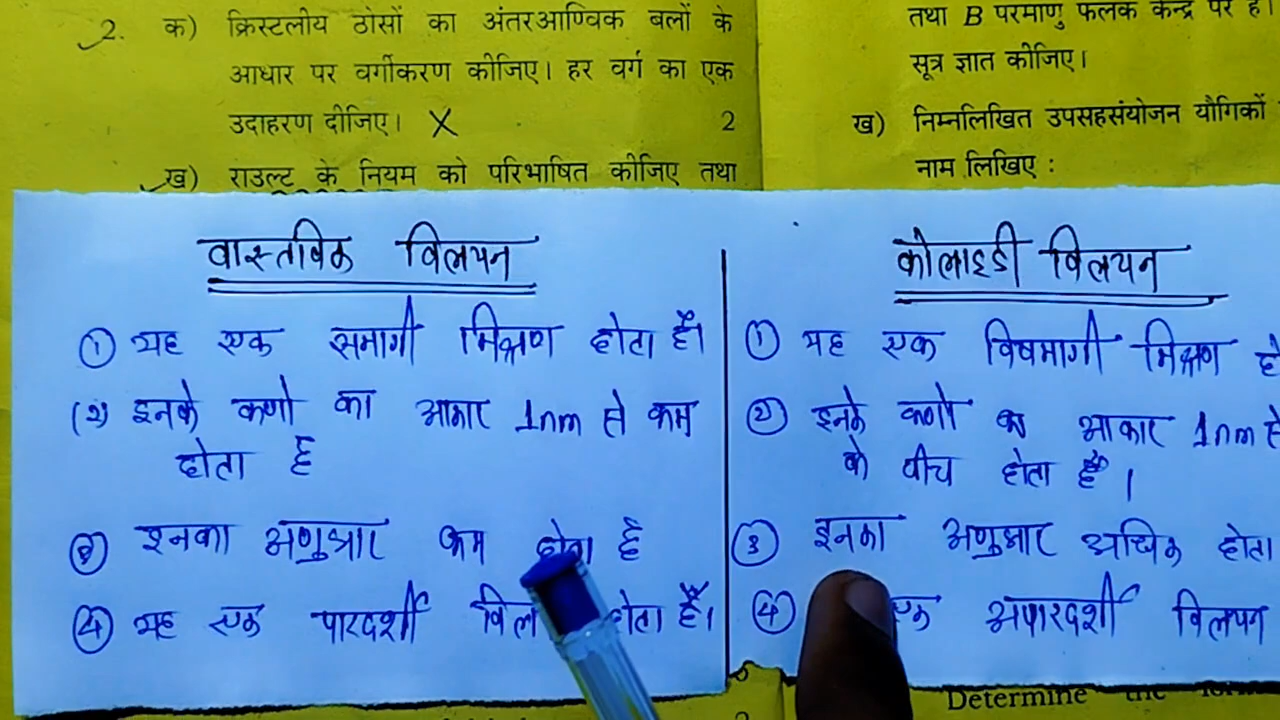 2. क) क्रिस्टलीय ठोसों का अंतरआण्विक बलों के
आधार पर वर्गीकरण कीजिए। हर वर्ग का एक
उदाहरण दीजिए। X 2
ख) राउल्ट के नियम को परिभाषित कीजिए तथा
तथा B परमाणु फलक केन्द्र पर है।
सूत्र ज्ञात कीजिए।
ख) निम्नलिखित उपसहसंयोजन यौगिकों
नाम लिखिए :
वास्तविक विलयन
① यह एक समागी मिश्रण होता है।
(२) इनके कणो का आकार 1nm से कम
होता है
③ इनका अणुभार कम होता है
④ यह एक पारदर्शी विल होता है।
कोलाइडी विलयन
① यह एक विषमागी मिश्रण हो
② इनके कणो का आकार 1nm से
के बीच होता है।
③ इनका अणुभार अधिक होता
④ एक अपारदर्शी विलयन
Determine the